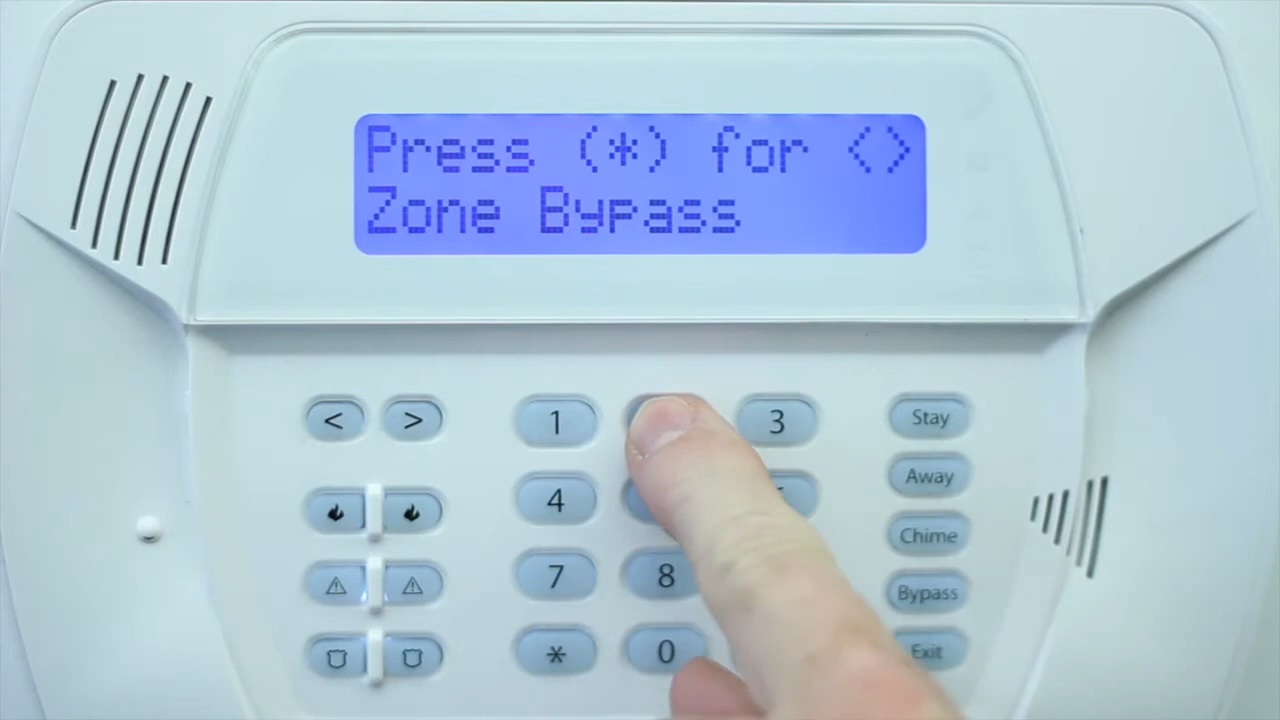 Press (*) for <>
Zone Bypass
< > 1 3 Stay
Away
4
Chime
7 8
Bypass
* 0 Exit